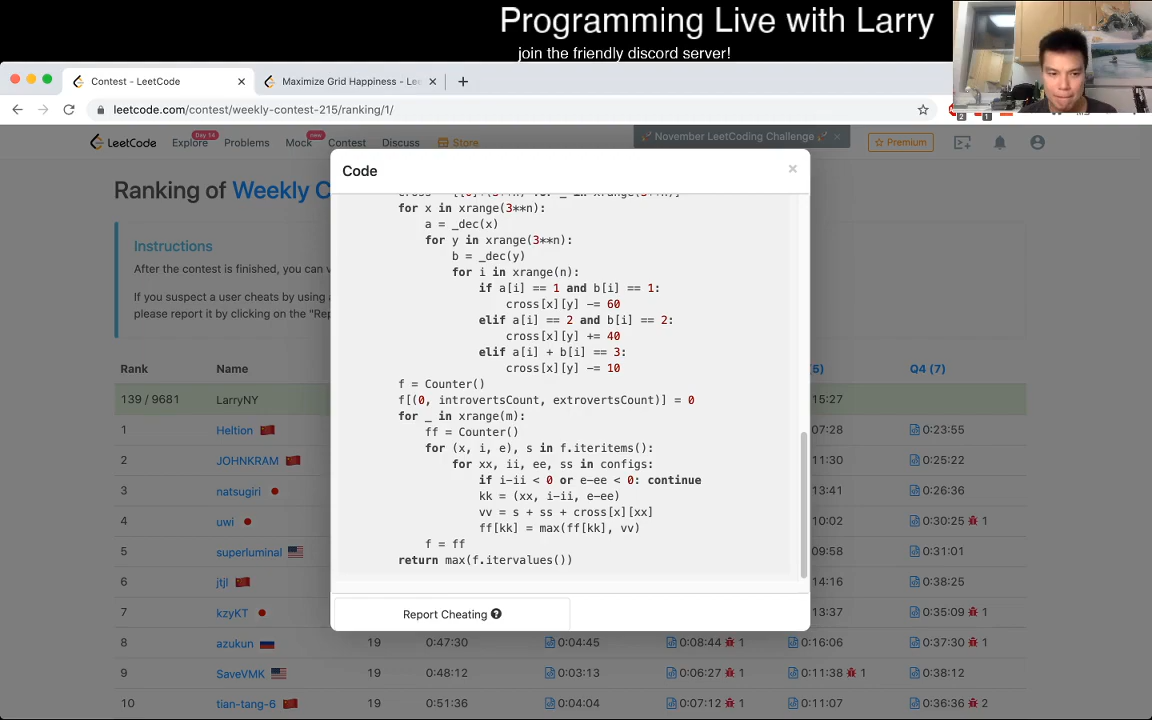 Programming Live with Larry
join the friendly discord server!
Contest - LeetCode
Maximize Grid Happiness - Lee
leetcode.com/contest/weekly-contest-215/ranking/1/
2
1
LeetCode
Explore
Day 14
Problems
Mock
new
Contest
Discuss
Store
November LeetCoding Challenge
Premium
Ranking of Weekly C
Instructions
After the contest is finished, you can v
If you suspect a user cheats by using a
please report it by clicking on the "Rep
Code
for x in xrange(3**n):
a = _dec(x)
for y in xrange(3**n):
b = _dec(y)
for i in xrange(n):
if a[i] == 1 and b[i] == 1:
cross[x][y] -= 60
elif a[i] == 2 and b[i] == 2:
cross[x][y] += 40
elif a[i] + b[i] == 3:
cross[x][y] -= 10
f = Counter()
f[(0, introvertsCount, extrovertsCount)] = 0
for _ in xrange(m):
ff = Counter()
for (x, i, e), s in f.iteritems():
for xx, ii, ee, ss in configs:
if i-ii < 0 or e-ee < 0: continue
kk = (xx, i-ii, e-ee)
vv = s + ss + cross[x][xx]
ff[kk] = max(ff[kk], vv)
f = ff
return max(f.itervalues())
Report Cheating
Rank Name (5) Q4 (7)
139 / 9681 LarryNY 15:27
1 Heltion 07:28 0:23:55
2 JOHNKRAM 11:30 0:25:22
3 natsugiri 13:41 0:26:36
4 uwi 10:02 0:30:25 1
5 superluminal 09:58 0:31:01
6 jtjl 14:16 0:38:25
7 kzyKT 13:37 0:35:09 1
8 azukun 19 0:47:30 0:04:45 0:08:44 1 0:16:06 0:37:30 1
9 SaveVMK 19 0:48:12 0:03:13 0:06:27 1 0:11:38 1 0:38:12
10 tian-tang-6 19 0:51:36 0:04:04 0:07:12 1 0:11:07 0:36:36 2